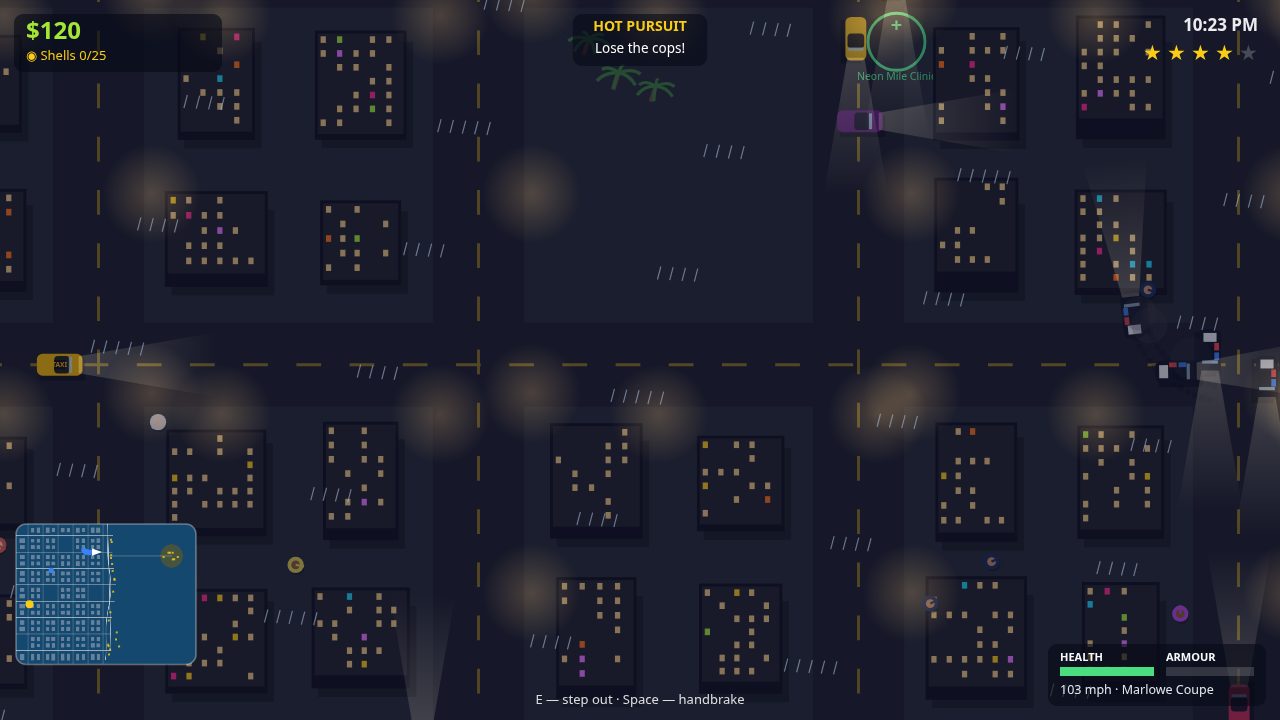 $120
◉ Shells 0/25
HOT PURSUIT
Lose the cops!
10:23 PM
Neon Mile Clinic
TAXI
HEALTH ARMOUR
103 mph · Marlowe Coupe
E — step out · Space — handbrake